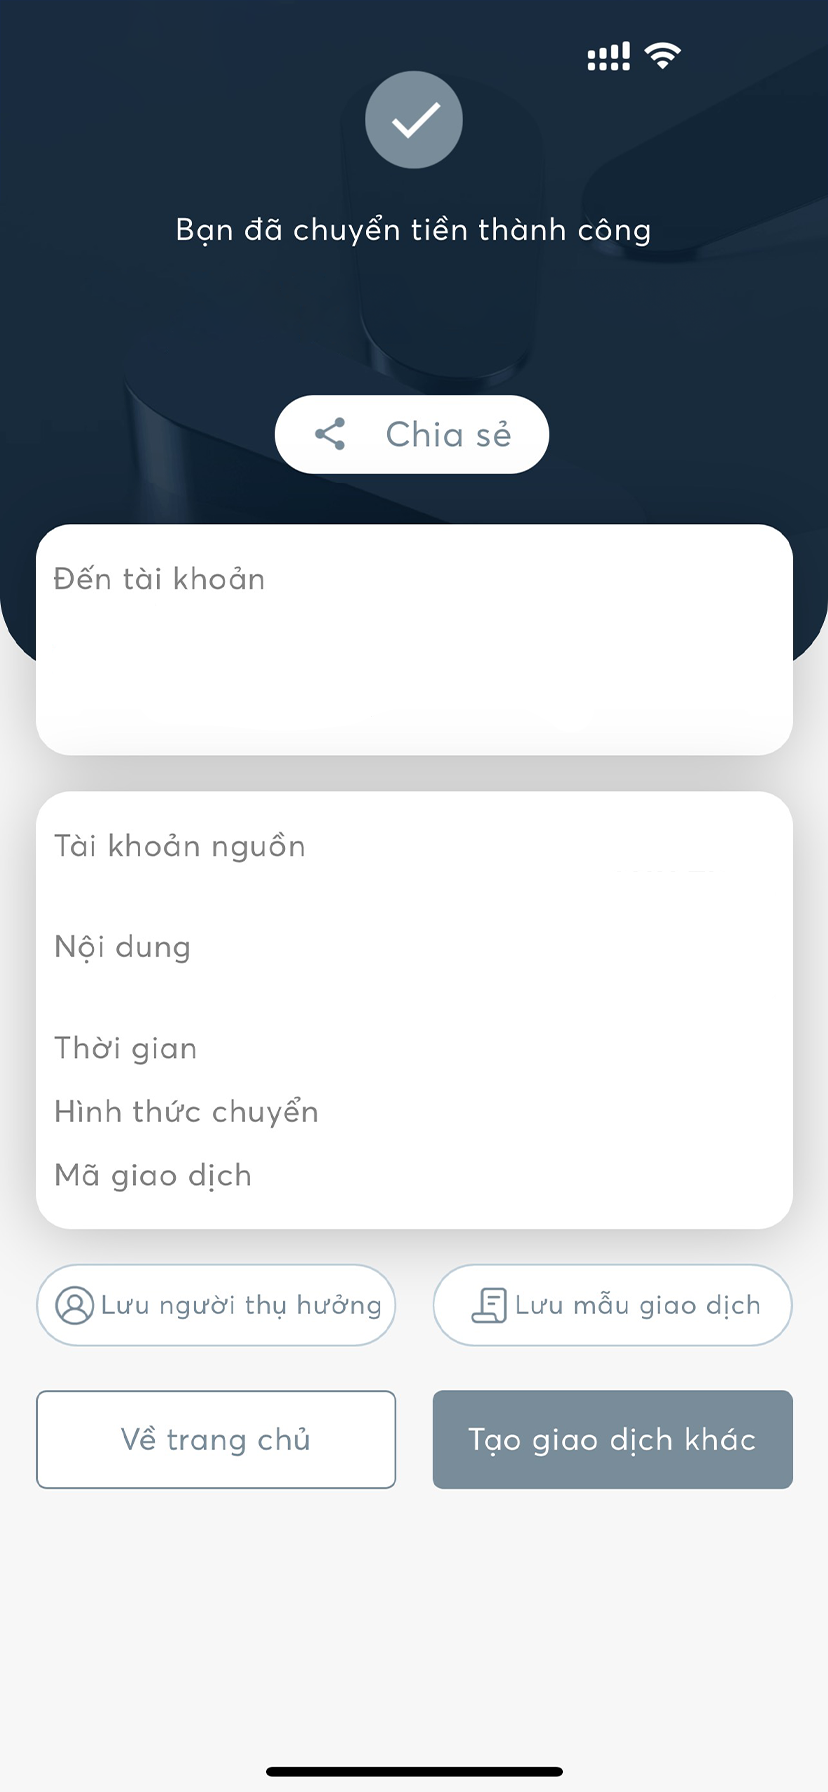 Bạn đã chuyển tiền thành công
Chia sẻ
Đến tài khoản
Tài khoản nguồn
Nội dung
Thời gian
Hình thức chuyển
Mã giao dịch
Lưu người thụ hưởng
Lưu mẫu giao dịch
Về trang chủ
Tạo giao dịch khác